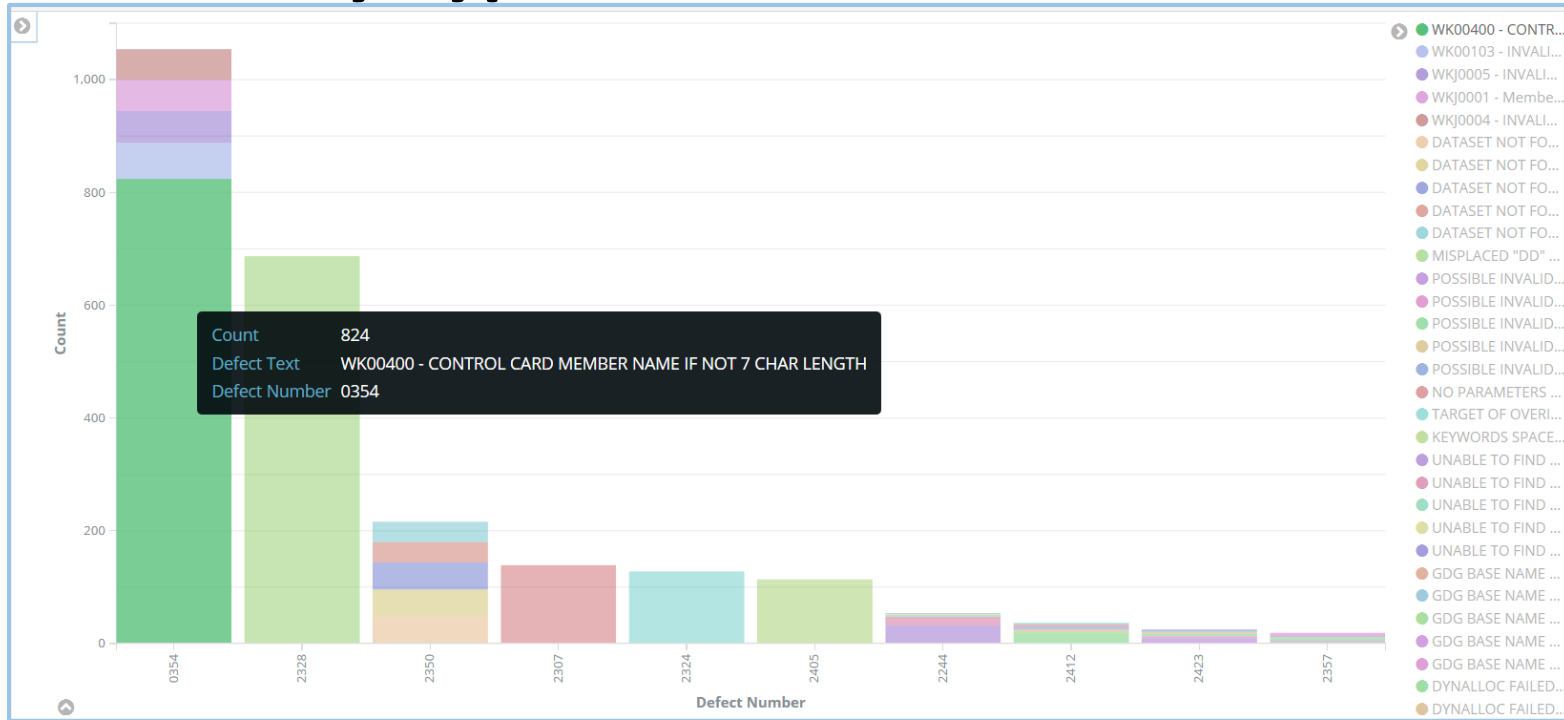 1,000
800
600
400
200
0
Count
Count 824
Defect Text WK00400 - CONTROL CARD MEMBER NAME IF NOT 7 CHAR LENGTH
Defect Number 0354
0354
2328
2350
2307
2324
2405
2244
2412
2423
2357
Defect Number
WK00400 - CONTR...
WK00103 - INVALI...
WKJ0005 - INVALI...
WKJ0001 - Membe...
WKJ0004 - INVALI...
DATASET NOT FO...
DATASET NOT FO...
DATASET NOT FO...
DATASET NOT FO...
DATASET NOT FO...
MISPLACED "DD" ...
POSSIBLE INVALID...
POSSIBLE INVALID...
POSSIBLE INVALID...
POSSIBLE INVALID...
POSSIBLE INVALID...
NO PARAMETERS ...
TARGET OF OVERI...
KEYWORDS SPACE...
UNABLE TO FIND ...
UNABLE TO FIND ...
UNABLE TO FIND ...
UNABLE TO FIND ...
UNABLE TO FIND ...
GDG BASE NAME ...
GDG BASE NAME ...
GDG BASE NAME ...
GDG BASE NAME ...
GDG BASE NAME ...
DYNALLOC FAILED...
DYNALLOC FAILED...